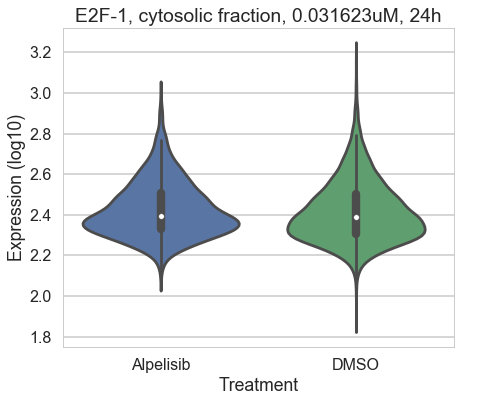 E2F-1, cytosolic fraction, 0.031623uM, 24h
Expression (log10)
3.2
3.0
2.8
2.6
2.4
2.2
2.0
1.8
Alpelisib DMSO
Treatment